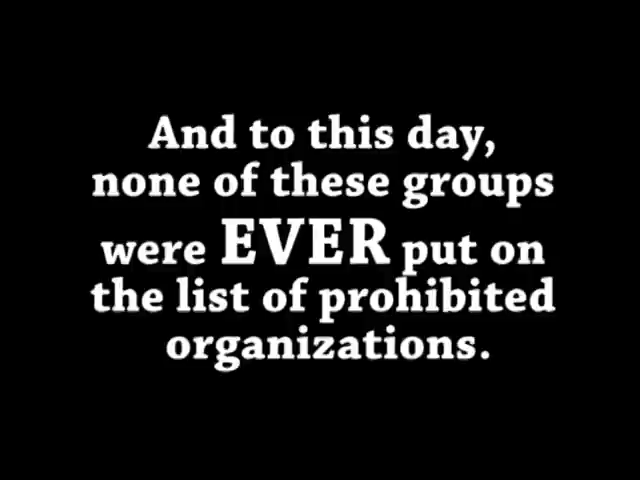 And to this day,
none of these groups
were EVER put on
the list of prohibited
organizations.